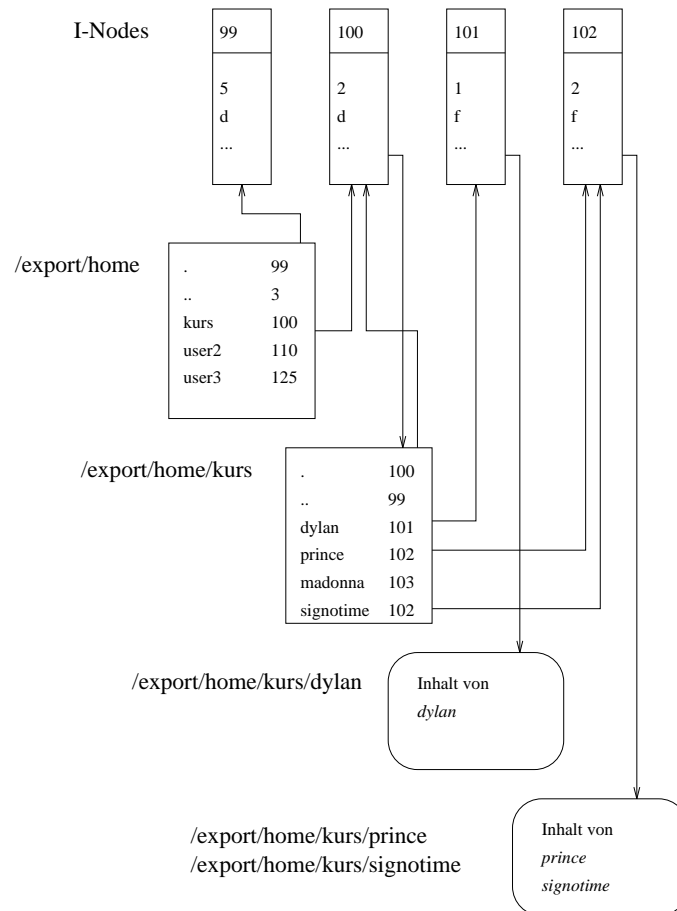 I-Nodes 99 100 101 102
5 2 1 2
d d f f
... ... ... ...
/export/home
. 99
.. 3
kurs 100
user2 110
user3 125
/export/home/kurs
. 100
.. 99
dylan 101
prince 102
madonna 103
signotime 102
/export/home/kurs/dylan
Inhalt von
dylan
/export/home/kurs/prince
/export/home/kurs/signotime
Inhalt von
prince
signotime